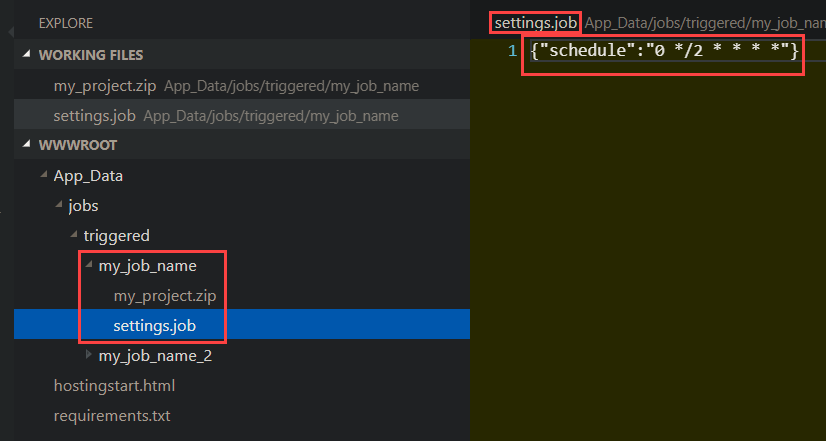 EXPLORE
WORKING FILES
my_project.zip App_Data/jobs/triggered/my_job_name
settings.job App_Data/jobs/triggered/my_job_name
WWWROOT
App_Data
jobs
triggered
my_job_name
my_project.zip
settings.job
my_job_name_2
hostingstart.html
requirements.txt
settings.job App_Data/jobs/triggered/my_job_nam
1 {"schedule":"0 */2 * * * *"}